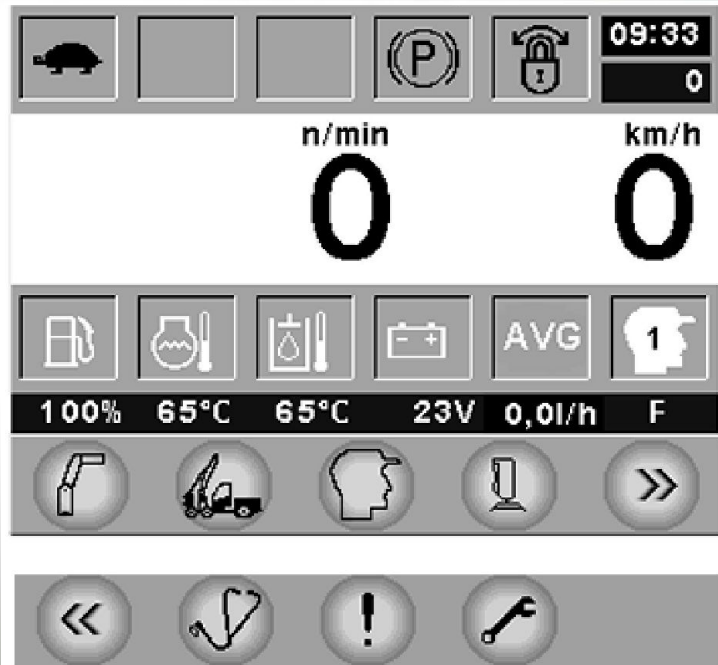 09:33
(P) I 0
n/min km/h
0 0
- + AVG 1
100% 65°C 65°C 23V 0,0l/h F
»
« !